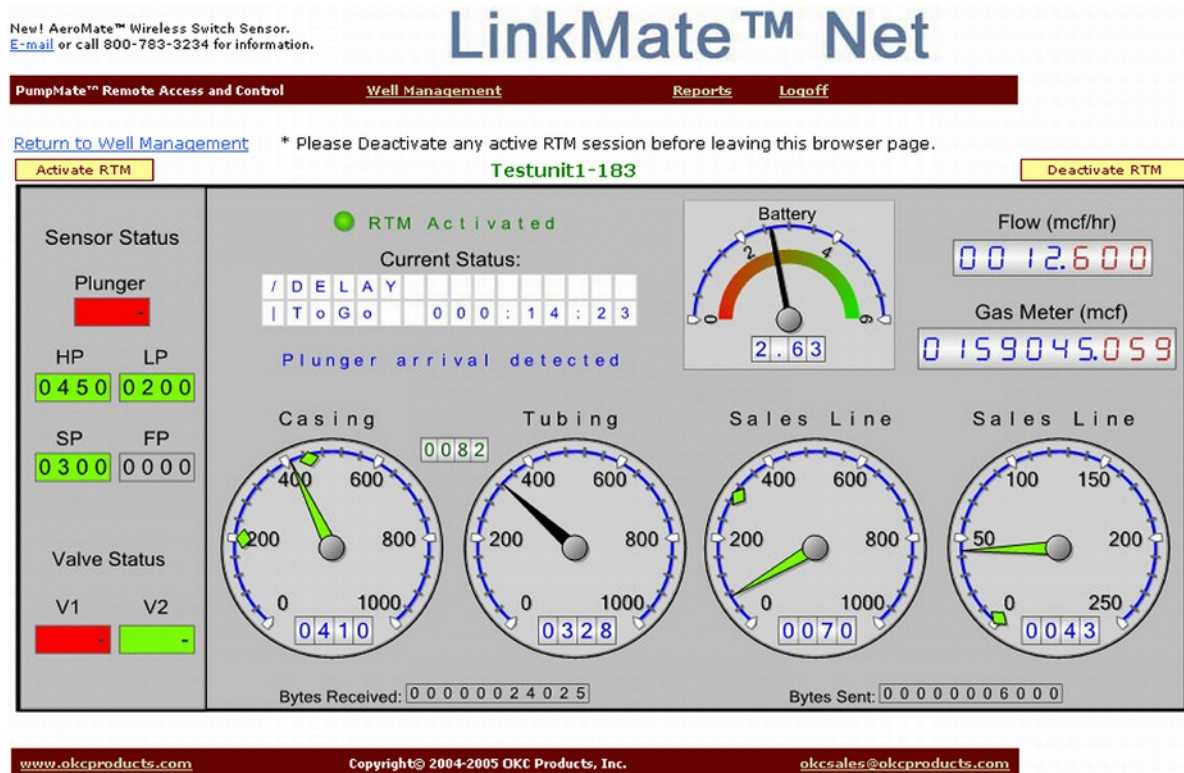 New! AeroMate™ Wireless Switch Sensor.
E-mail or call 800-783-3234 for information.
LinkMate™ Net
PumpMate™ Remote Access and Control Well Management Reports Logoff
Return to Well Management * Please Deactivate any active RTM session before leaving this browser page.
Activate RTM Testunit1-183 Deactivate RTM
Sensor Status
Plunger
-
HP LP
0450 0200
SP FP
0300 0000
Valve Status
V1 V2
- -
RTM Activated
Current Status:
/ DELAY
| ToGo 000:14:23
Plunger arrival detected
Battery
0 2 4 6
2.63
Flow (mcf/hr)
0012.600
Gas Meter (mcf)
0159045.059
Casing
0 200 400 600 800 1000
0410
0082
Tubing
0 200 400 600 800 1000
0328
Sales Line
0 200 400 600 800 1000
0070
Sales Line
0 50 100 150 200 250
0043
Bytes Received: 0000024025 Bytes Sent: 0000006000
www.okcproducts.com Copyright© 2004-2005 OKC Products, Inc. okcsales@okcproducts.com